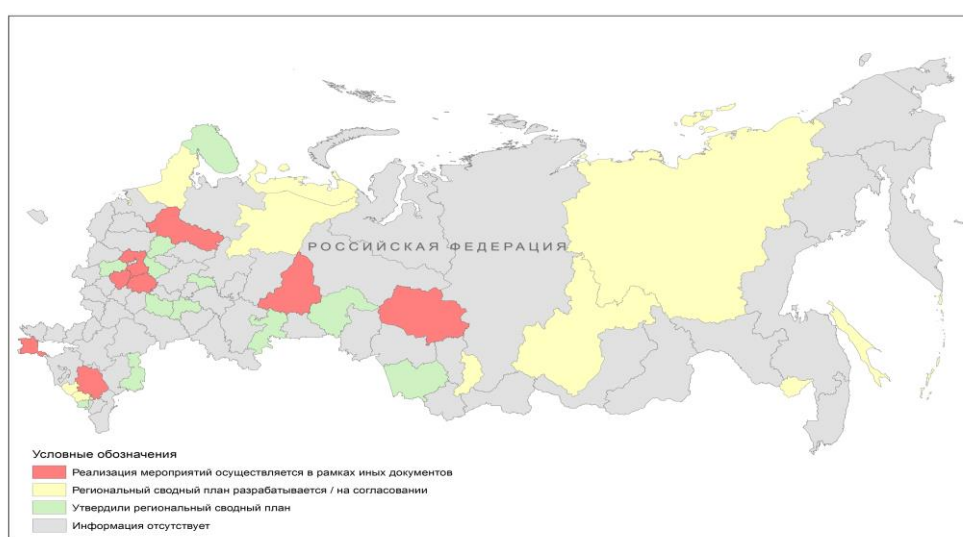 РОССИЙСКАЯ ФЕДЕРАЦИЯ
Условные обозначения
Реализация мероприятий осуществляется в рамках иных документов
Региональный сводный план разрабатывается / на согласовании
Утвердили региональный сводный план
Информация отсутствует